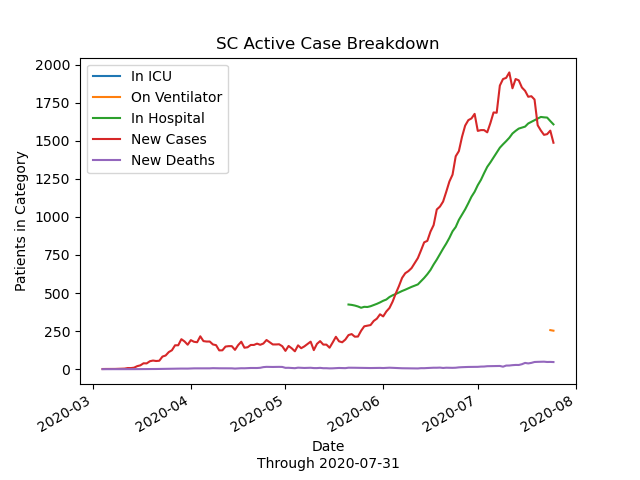 SC Active Case Breakdown
In ICU
On Ventilator
In Hospital
New Cases
New Deaths
Patients in Category
2000
1750
1500
1250
1000
750
500
250
0
2020-03
2020-04
2020-05
2020-06
2020-07
2020-08
Date
Through 2020-07-31